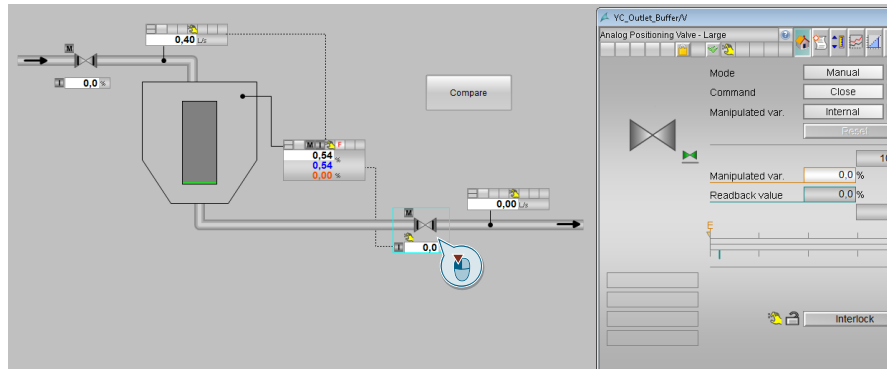 YC_Outlet_Buffer/V
Analog Positioning Valve - Large
0,40 L/s
M
0,0 %
Compare
Mode Manual
Command Close
Manipulated var. Internal
Reset
M F
0,54 %
0,54
0,00 %
10
Manipulated var. 0,0 %
Readback value 0,0 %
0,00 L/s
M
0,0
E
Interlock